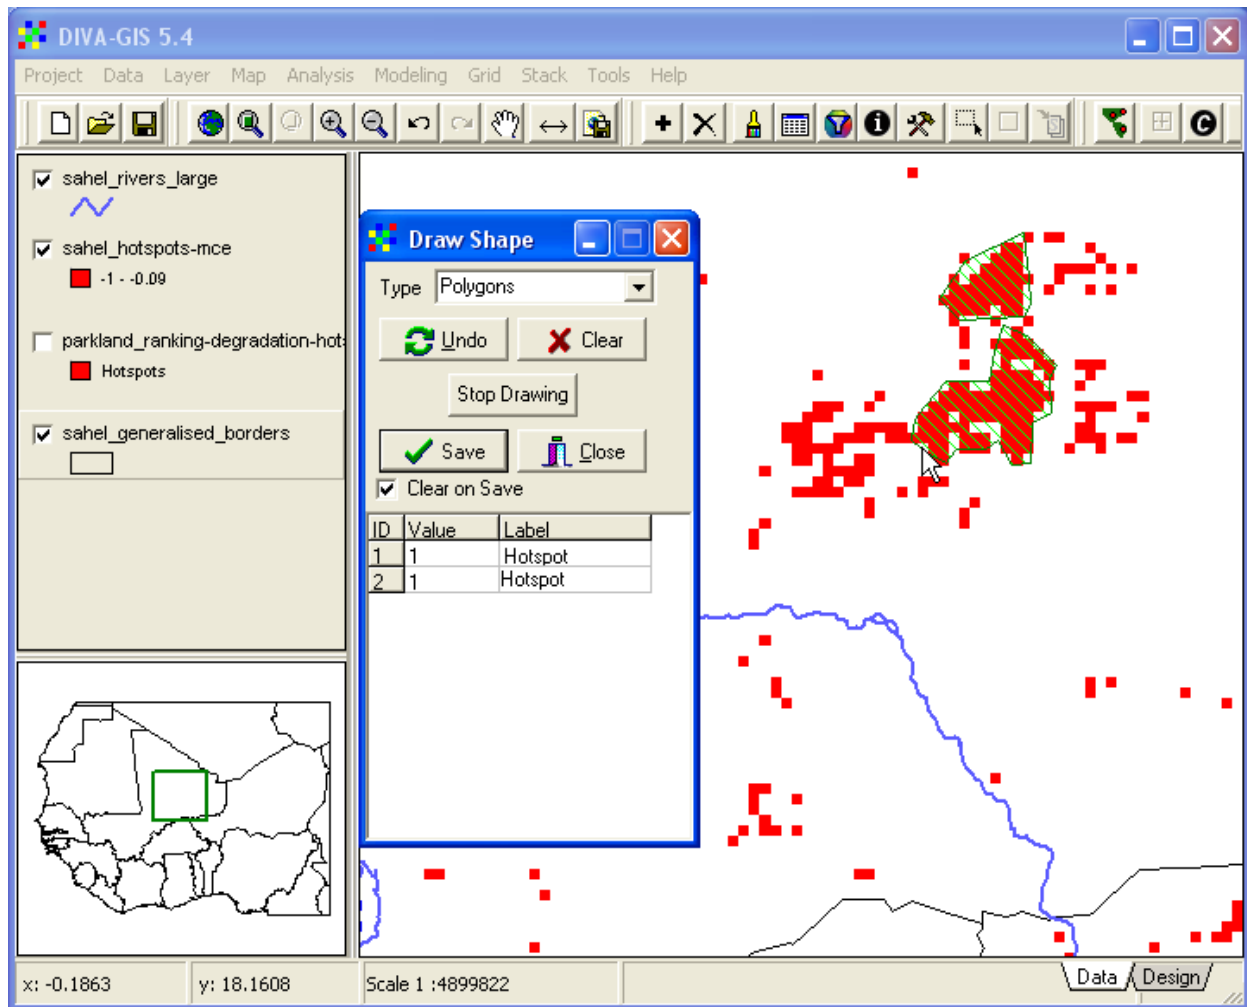 DIVA-GIS 5.4
Project Data Layer Map Analysis Modeling Grid Stack Tools Help
sahel_rivers_large
sahel_hotspots-mce
-1 - -0.09
parkland_ranking-degradation-hot
Hotspots
sahel_generalised_borders
Draw Shape
Type Polygons
Undo Clear
Stop Drawing
Save Close
Clear on Save
ID Value Label
1 1 Hotspot
2 1 Hotspot
x: -0.1863 y: 18.1608 Scale 1 :4899822 Data Design